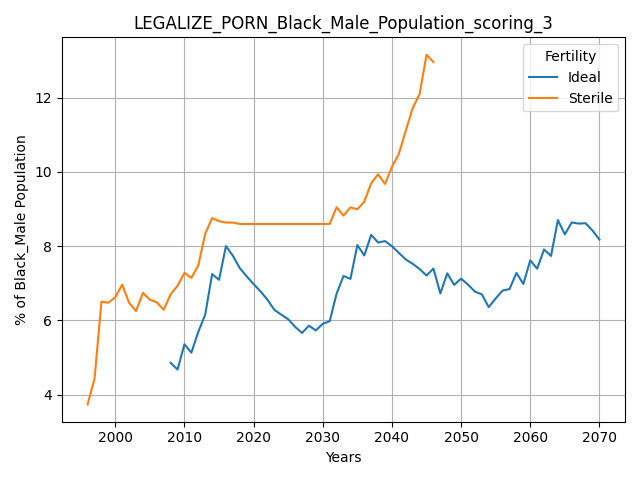 LEGALIZE_PORN_Black_Male_Population_scoring_3
Fertility
Ideal
Sterile
% of Black_Male Population
12
10
8
6
4
2000 2010 2020 2030 2040 2050 2060 2070
Years